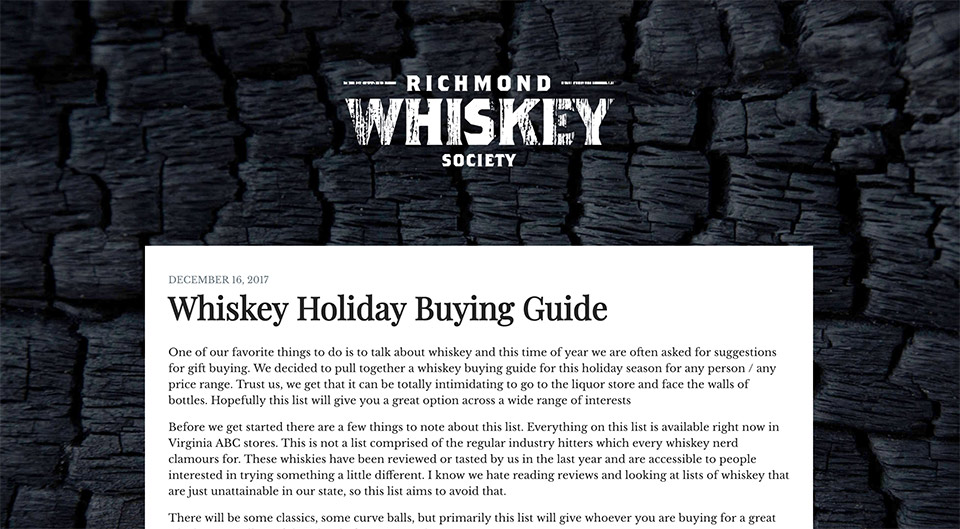 RICHMOND
WHISKEY
SOCIETY
DECEMBER 16, 2017
Whiskey Holiday Buying Guide
One of our favorite things to do is to talk about whiskey and this time of year we are often asked for suggestions
for gift buying. We decided to pull together a whiskey buying guide for this holiday season for any person / any
price range. Trust us, we get that it can be totally intimidating to go to the liquor store and face the walls of
bottles. Hopefully this list will give you a great option across a wide range of interests
Before we get started there are a few things to note about this list. Everything on this list is available right now in
Virginia ABC stores. This is not a list comprised of the regular industry hitters which every whiskey nerd
clamours for. These whiskies have been reviewed or tasted by us in the last year and are accessible to people
interested in trying something a little different. I know we hate reading reviews and looking at lists of whiskey that
are just unattainable in our state, so this list aims to avoid that.
There will be some classics, some curve balls, but primarily this list will give whoever you are buying for a great